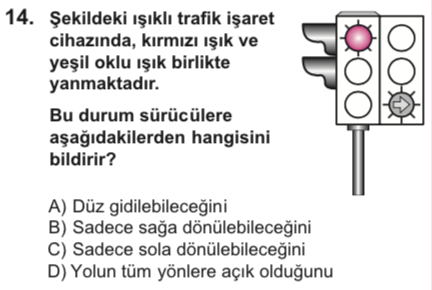 14. Şekildeki ışıklı trafik işaret
cihazında, kırmızı ışık ve
yeşil oklu ışık birlikte
yanmaktadır.
Bu durum sürücülere
aşağıdakilerden hangisini
bildirir?
A) Düz gidilebileceğini
B) Sadece sağa dönülebileceğini
C) Sadece sola dönülebileceğini
D) Yolun tüm yönlere açık olduğunu